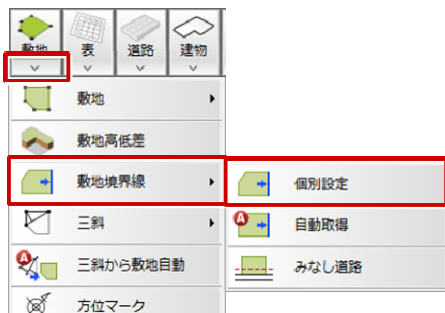 敷地 表 道路 建物
敷地
敷地高低差
敷地境界線
個別設定
三斜
自動取得
三斜から敷地自動
みなし道路
方位マーク